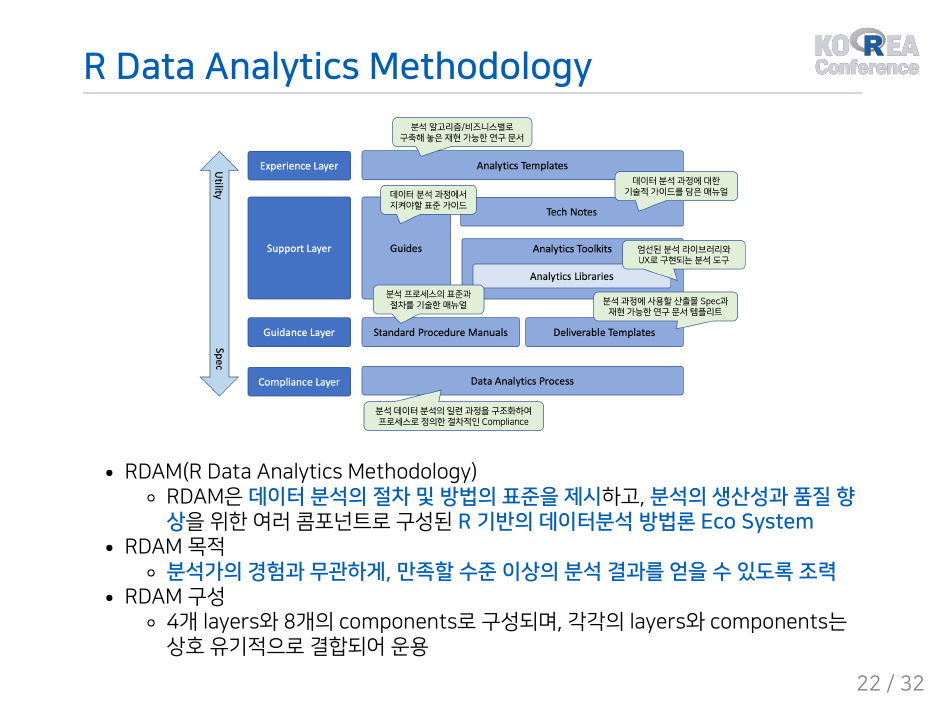 R Data Analytics Methodology
KOREA
Conference
분석 알고리즘/비즈니스별로
구축해 놓은 재현 가능한 연구 문서
Utility
Experience Layer
Analytics Templates
데이터 분석 과정에 대한
기술적 가이드를 담은 매뉴얼
데이터 분석 과정에서
지켜야할 표준 가이드
Tech Notes
Support Layer
Guides
Analytics Toolkits
엄선된 분석 라이브러리와
UX로 구현되는 분석 도구
Analytics Libraries
분석 프로세스의 표준과
절차를 기술한 매뉴얼
분석 과정에 사용할 산출물 Spec과
재현 가능한 연구 문서 템플리트
Guidance Layer
Standard Procedure Manuals
Deliverable Templates
Spec
Compliance Layer
Data Analytics Process
분석 데이터 분석의 일련 과정을 구조화하여
프로세스로 정의한 절차적인 Compliance
• RDAM(R Data Analytics Methodology)
○ RDAM은 데이터 분석의 절차 및 방법의 표준을 제시하고, 분석의 생산성과 품질 향
상을 위한 여러 콤포넌트로 구성된 R 기반의 데이터분석 방법론 Eco System
• RDAM 목적
○ 분석가의 경험과 무관하게, 만족할 수준 이상의 분석 결과를 얻을 수 있도록 조력
• RDAM 구성
○ 4개 layers와 8개의 components로 구성되며, 각각의 layers와 components는
상호 유기적으로 결합되어 운용
22 / 32